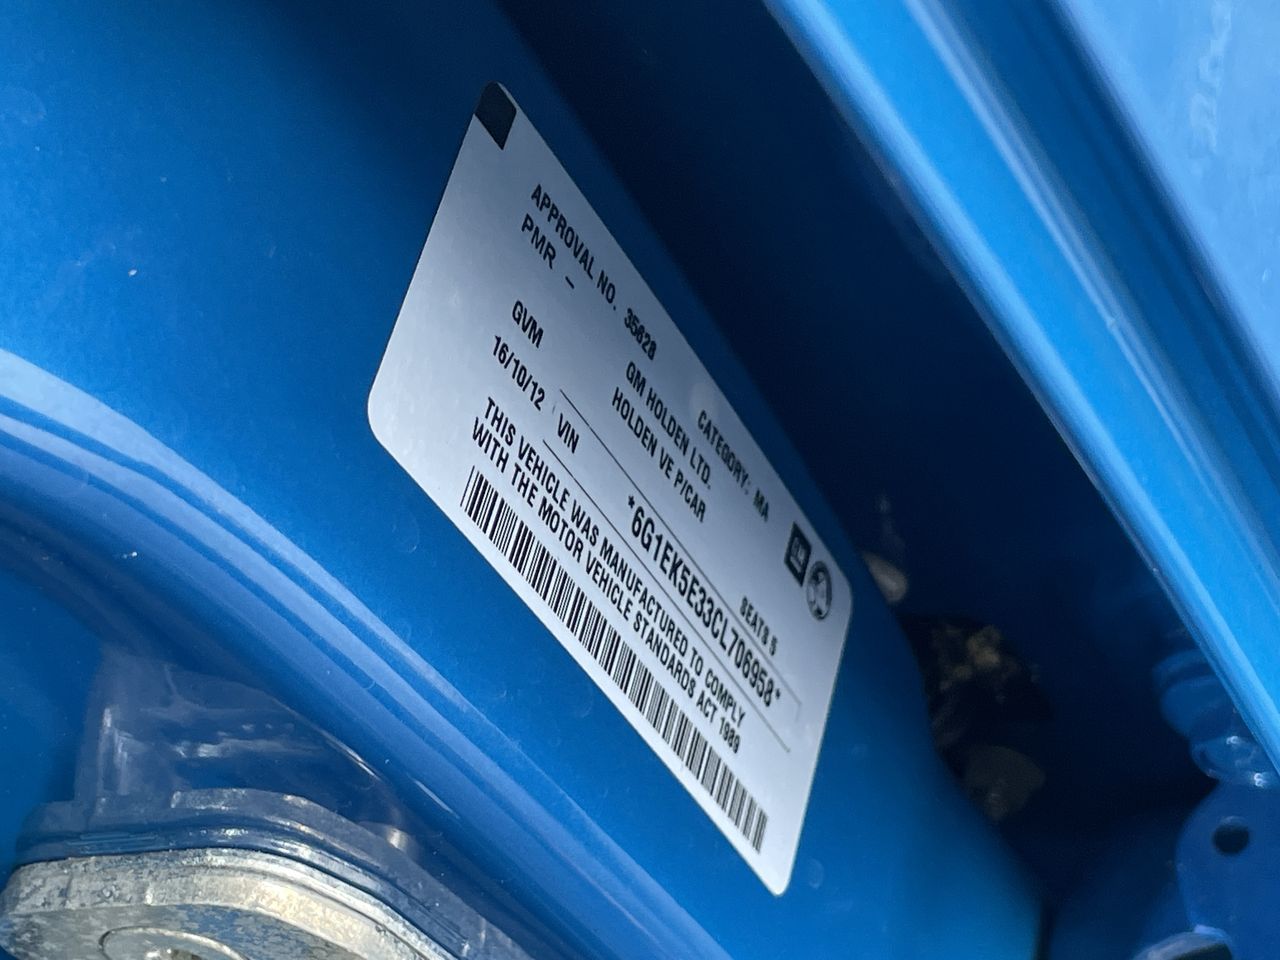 APPROVAL NO. 35628 CATEGORY: MA
PMR -
GM HOLDEN LTD.
HOLDEN VE P/CAR
GVM SEATS 5
16/10/12 VIN *6G1EK5E33CL706958*
THIS VEHICLE WAS MANUFACTURED TO COMPLY
WITH THE MOTOR VEHICLE STANDARDS ACT 1989
GM